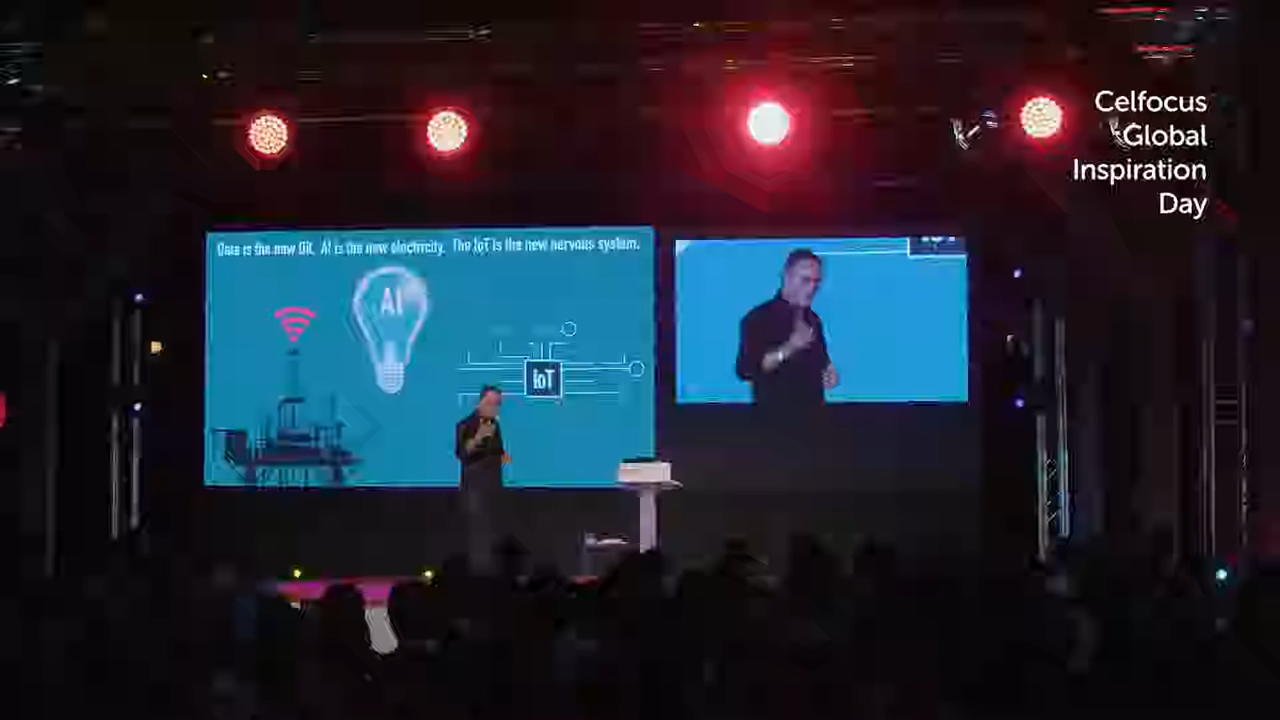 Celfocus
Global
Inspiration
Day
Data is the new Oil. AI is the new electricity. The IoT is the new nervous system.
AI
IoT
IoT